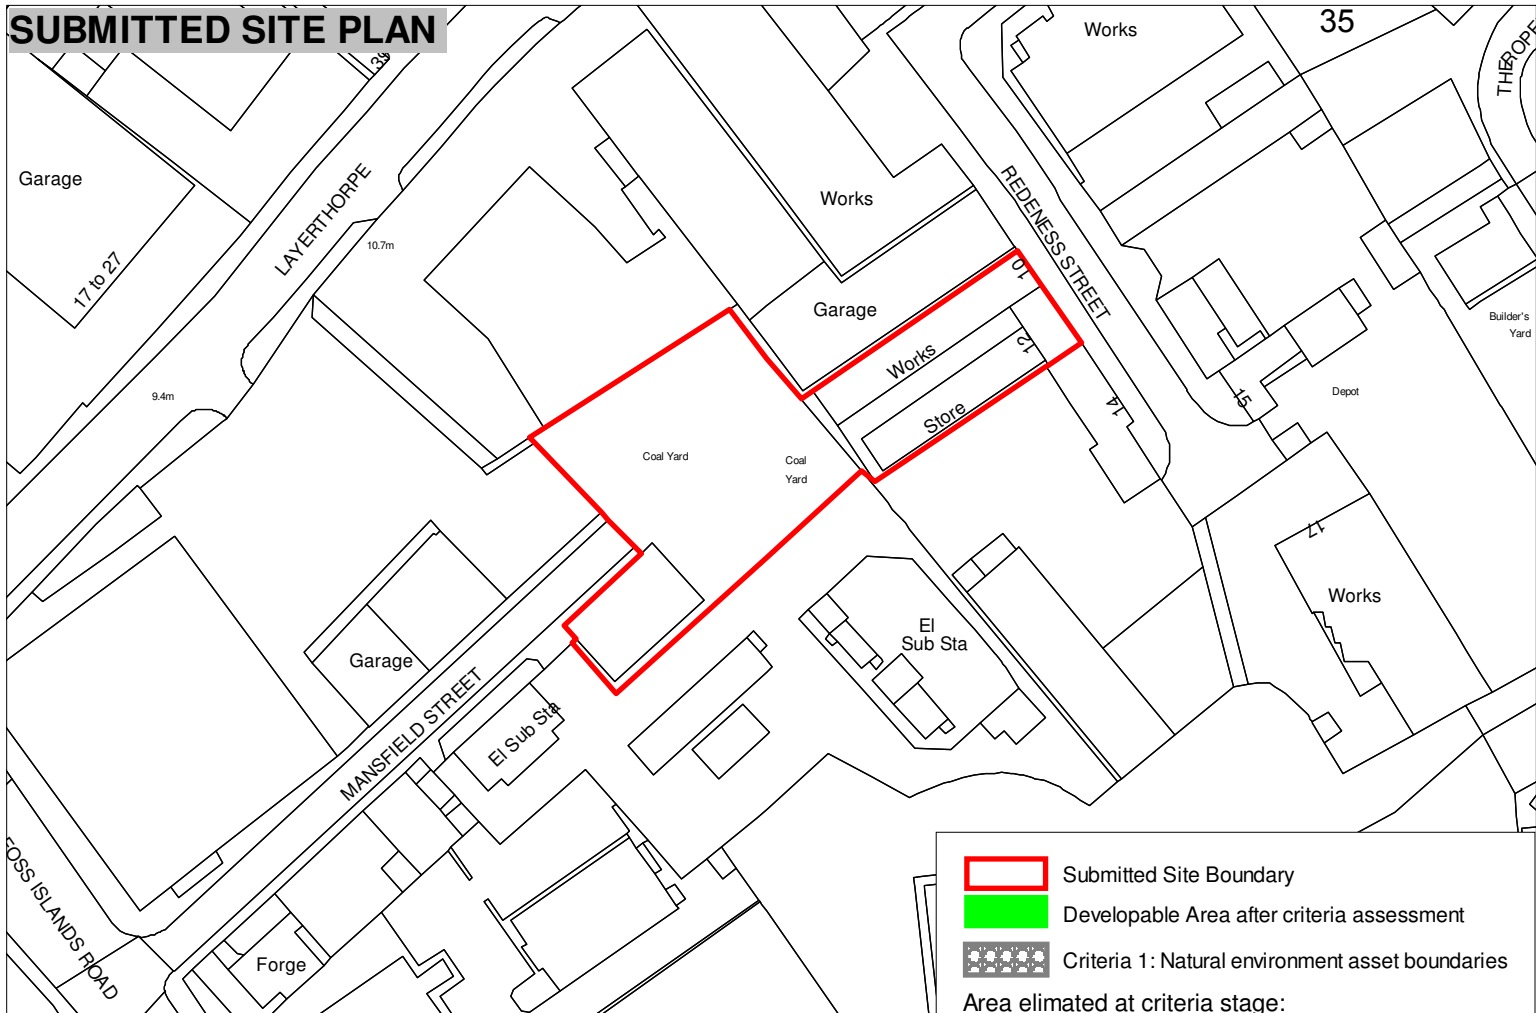 SUBMITTED SITE PLAN
39
Works
35
THE ROPE
Garage
LAYERTHORPE
10.7m
17 to 27
Works
REDENESS STREET
10
Garage
Builder's
Yard
Works
12
9.4m
Store
14
15
Depot
Coal Yard
Coal
Yard
17
Works
El
Sub Sta
Garage
MANSFIELD STREET
El Sub Sta
FOSS ISLANDS ROAD
Forge
Submitted Site Boundary
Developable Area after criteria assessment
Criteria 1: Natural environment asset boundaries
Area elimated at criteria stage: